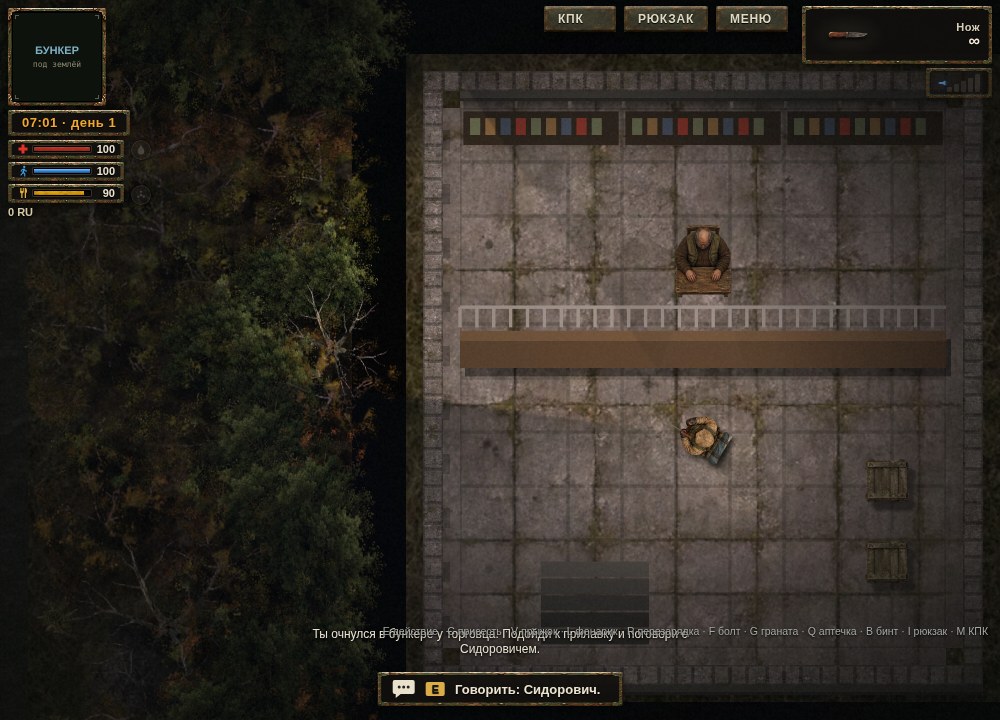 КПК
РЮКЗАК
МЕНЮ
Нож
∞
БУНКЕР
под землёй
07:01 · день 1
100
100
90
0 RU
Ты очнулся в бункере у торговца. Подойди к прилавку и поговори с
Сидоровичем.
· F болт · G граната · Q аптечка · B бинт · I рюкзак · M КПК
E
Говорить: Сидорович.